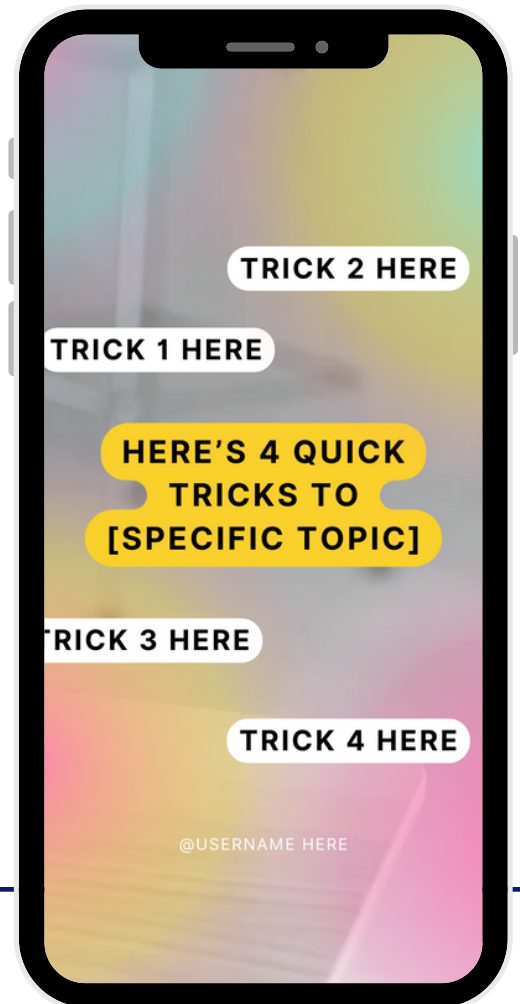 TRICK 2 HERE
TRICK 1 HERE
HERE’S 4 QUICK
TRICKS TO
[SPECIFIC TOPIC]
TRICK 3 HERE
TRICK 4 HERE
@USERNAME HERE